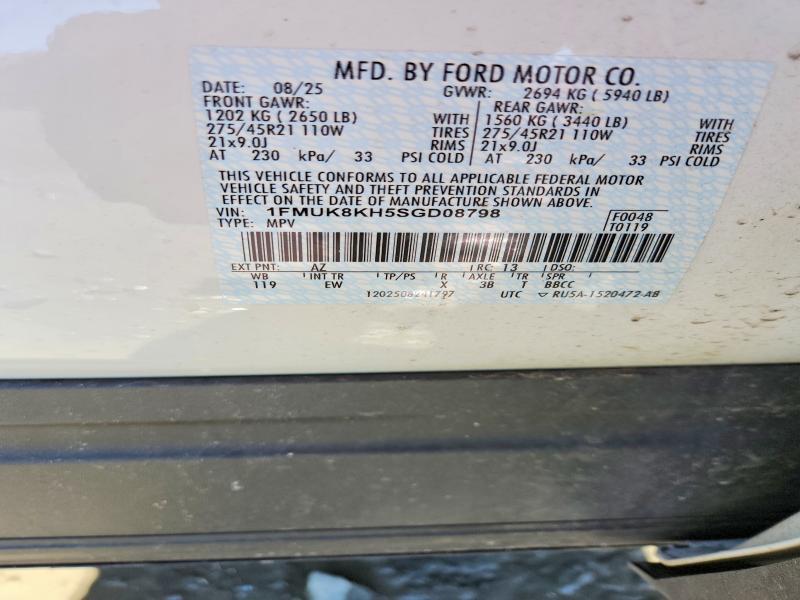 MFD. BY FORD MOTOR CO.
DATE: 08/25 GVWR: 2694 KG ( 5940 LB)
FRONT GAWR: REAR GAWR:
1202 KG ( 2650 LB) WITH 1560 KG ( 3440 LB) WITH
275/45R21 110W TIRES 275/45R21 110W TIRES
21x9.0J RIMS 21x9.0J RIMS
AT 230 kPa/ 33 PSI COLD AT 230 kPa/ 33 PSI COLD
THIS VEHICLE CONFORMS TO ALL APPLICABLE FEDERAL MOTOR
VEHICLE SAFETY AND THEFT PREVENTION STANDARDS IN
EFFECT ON THE DATE OF MANUFACTURE SHOWN ABOVE.
VIN: 1FMUK8KH5SGD08798 F0048
TYPE: MPV T0119
EXT PNT: AZ RC: 13 DSO:
WB INT TR TP/PS R AXLE TR SPR
119 EW X 3B T BBCC
1202508241797 UTC ▽ RU5A-1520472-AB